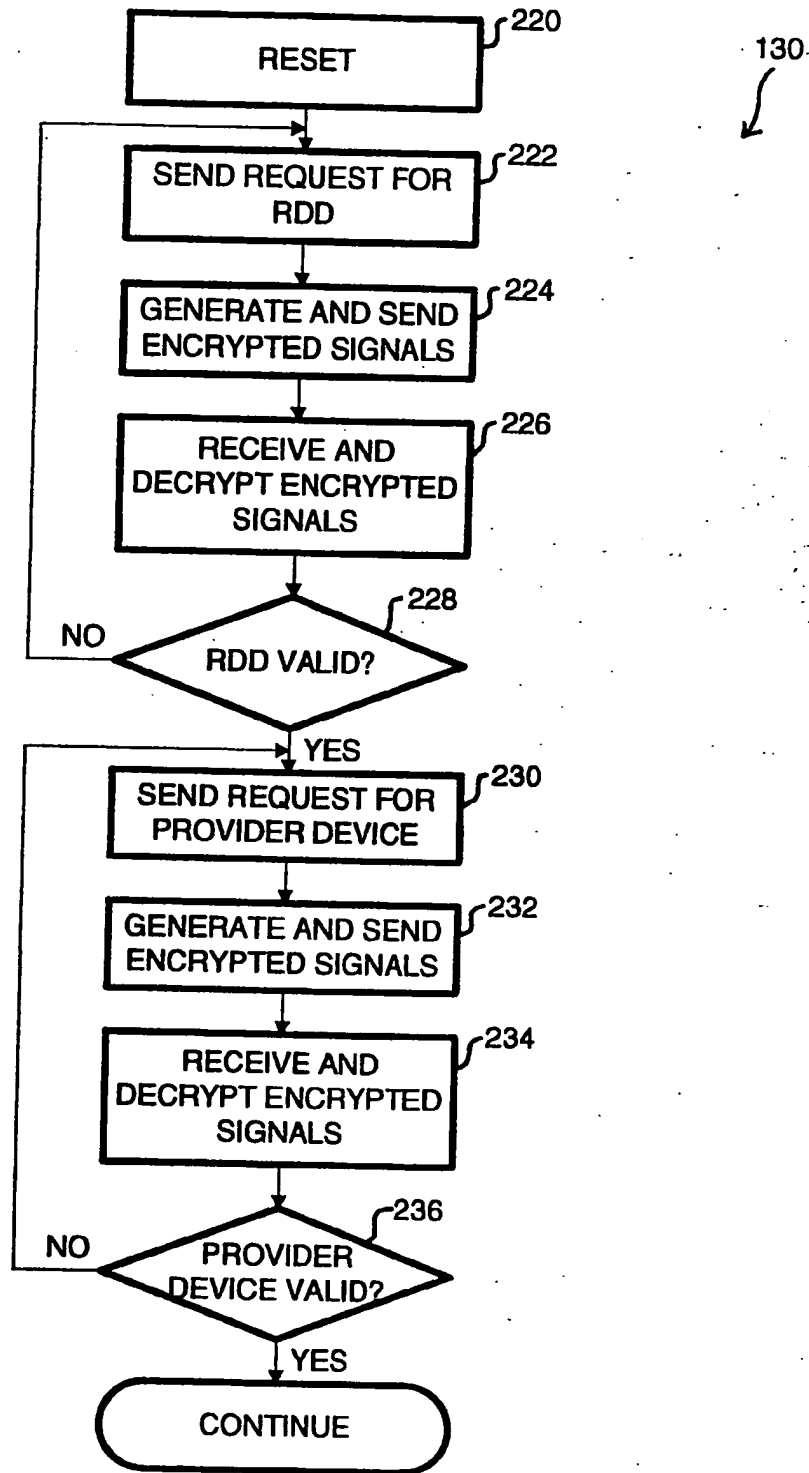 220
RESET
130
222
SEND REQUEST FOR
RDD
224
GENERATE AND SEND
ENCRYPTED SIGNALS
226
RECEIVE AND
DECRYPT ENCRYPTED
SIGNALS
228
NO
RDD VALID?
YES
230
SEND REQUEST FOR
PROVIDER DEVICE
232
GENERATE AND SEND
ENCRYPTED SIGNALS
234
RECEIVE AND
DECRYPT ENCRYPTED
SIGNALS
236
NO
PROVIDER
DEVICE VALID?
YES
CONTINUE